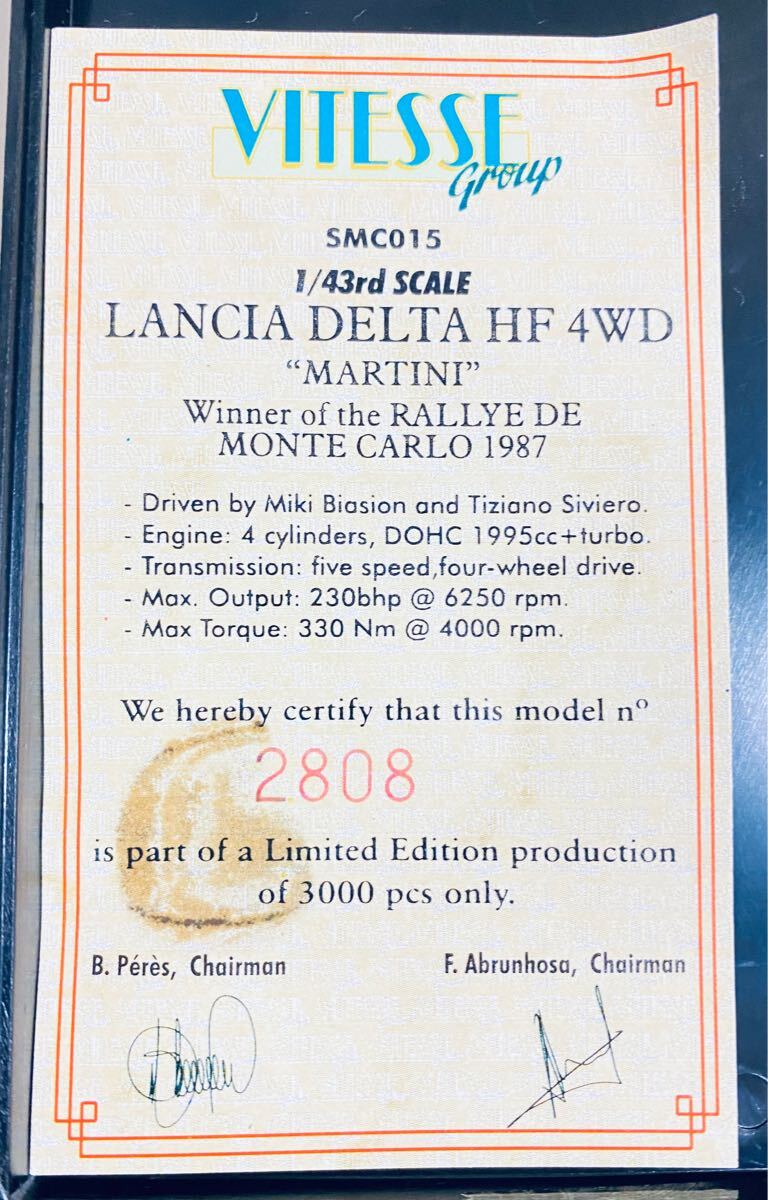 VITESSE
Group
SMC015
1/43rd SCALE
LANCIA DELTA HF 4WD
“MARTINI”
Winner of the RALLYE DE
MONTE CARLO 1987
- Driven by Miki Biasion and Tiziano Siviero.
- Engine: 4 cylinders, DOHC 1995cc+turbo.
- Transmission: five speed,four-wheel drive.
- Max. Output: 230bhp @ 6250 rpm.
- Max Torque: 330 Nm @ 4000 rpm.
We hereby certify that this model nº
2808
is part of a Limited Edition production
of 3000 pcs only.
B. Pérès, Chairman
F. Abrunhosa, Chairman